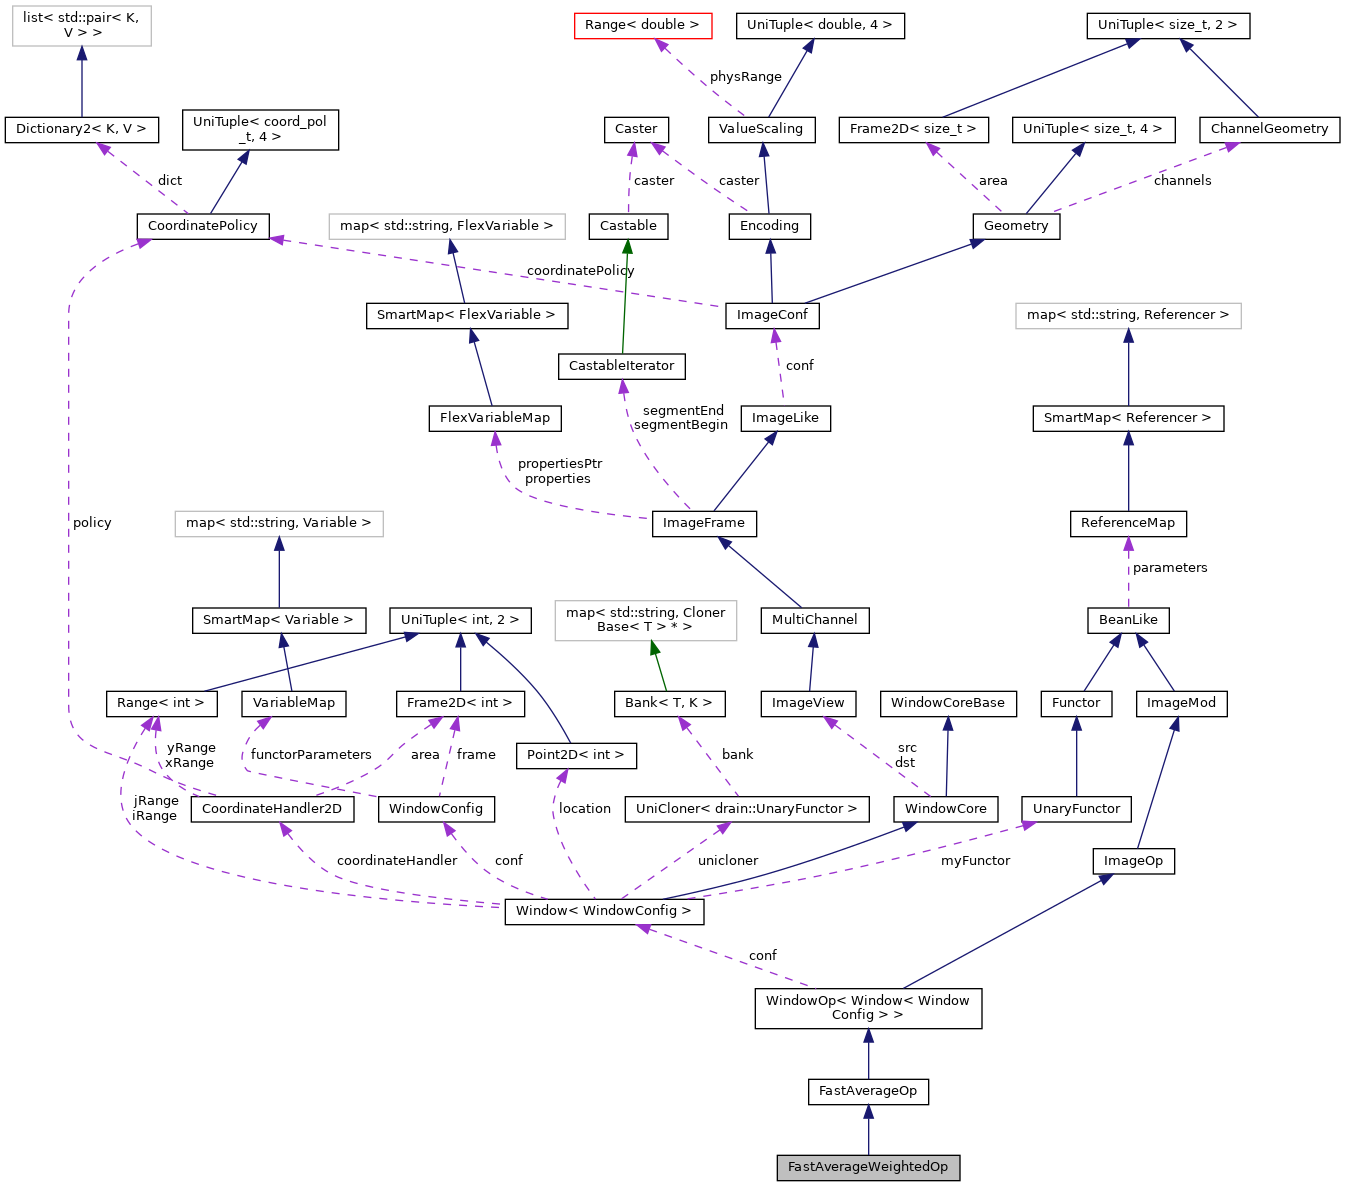 list< std::pair< K,
V > >
Range< double >
UniTuple< double, 4 >
UniTuple< size_t, 2 >
physRange
Dictionary2< K, V >
UniTuple< coord_pol
_t, 4 >
Caster
ValueScaling
Frame2D< size_t >
UniTuple< size_t, 4 >
ChannelGeometry
dict
caster
caster
area
channels
CoordinatePolicy
map< std::string, FlexVariable >
Castable
Encoding
Geometry
coordinatePolicy
SmartMap< FlexVariable >
ImageConf
map< std::string, Referencer >
CastableIterator
conf
FlexVariableMap
segmentEnd
segmentBegin
ImageLike
SmartMap< Referencer >
propertiesPtr
properties
policy
map< std::string, Variable >
ImageFrame
ReferenceMap
parameters
SmartMap< Variable >
UniTuple< int, 2 >
map< std::string, Cloner
Base< T > * >
MultiChannel
BeanLike
Range< int >
VariableMap
Frame2D< int >
Bank< T, K >
ImageView
WindowCoreBase
Functor
ImageMod
yRange
xRange
functorParameters
area
frame
Point2D< int >
bank
src
dst
jRange
iRange
CoordinateHandler2D
WindowConfig
location
UniCloner< drain::UnaryFunctor >
WindowCore
UnaryFunctor
coordinateHandler
conf
unicloner
myFunctor
ImageOp
Window< WindowConfig >
conf
WindowOp< Window< Window
Config > >
FastAverageOp
FastAverageWeightedOp